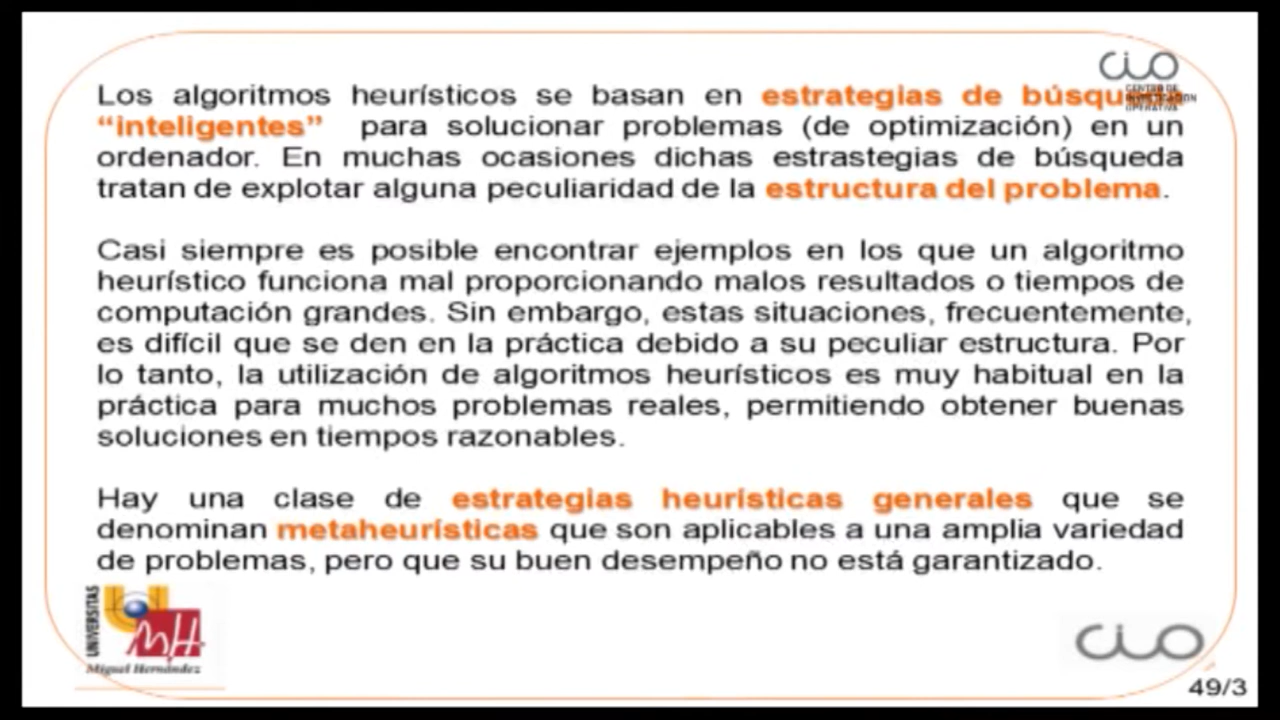 CIO
CENTRO DE
INVESTIGACION
OPERATIVA
Los algoritmos heurísticos se basan en estrategias de
“inteligentes” para solucionar problemas (de optimización) en un
ordenador. En muchas ocasiones dichas estrastegias de búsqueda
tratan de explotar alguna peculiaridad de la estructura del problema.
Casi siempre es posible encontrar ejemplos en los que un algoritmo
heurístico funciona mal proporcionando malos resultados o tiempos de
computación grandes. Sin embargo, estas situaciones, frecuentemente,
es difícil que se den en la práctica debido a su peculiar estructura. Por
lo tanto, la utilización de algoritmos heurísticos es muy habitual en la
práctica para muchos problemas reales, permitiendo obtener buenas
soluciones en tiempos razonables.
Hay una clase de estrategias heurísticas generales que se
denominan metaheurísticas que son aplicables a una amplia variedad
de problemas, pero que su buen desempeño no está garantizado.
UNIVERSITAS
Miguel Hernández
CIO
49/3